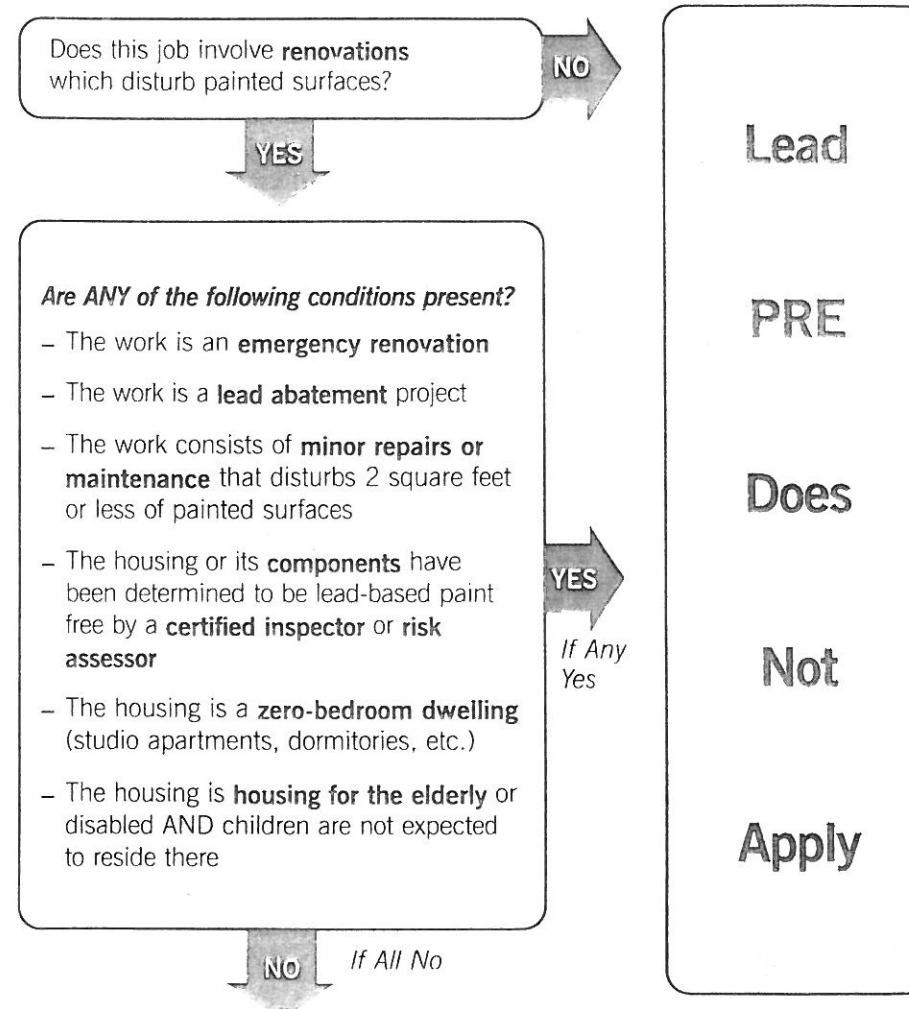 Does this job involve renovations
which disturb painted surfaces?
NO
YES
Are ANY of the following conditions present?
– The work is an emergency renovation
– The work is a lead abatement project
– The work consists of minor repairs or
maintenance that disturbs 2 square feet
or less of painted surfaces
– The housing or its components have
been determined to be lead-based paint
free by a certified inspector or risk
assessor
– The housing is a zero-bedroom dwelling
(studio apartments, dormitories, etc.)
– The housing is housing for the elderly or
disabled AND children are not expected
to reside there
YES
If Any
Yes
NO
If All No
Lead
PRE
Does
Not
Apply